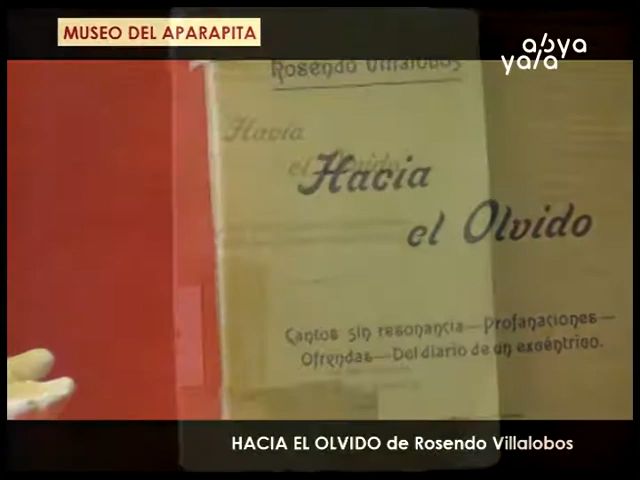 MUSEO DEL APARAPITA
abya
yala
Rosendo Villalobos
Hacia
el Olvido
Hacia
el Olvido
Cantos sin resonancia—Profanaciones—
Ofrendas—Del diario de un excéntrico.
HACIA EL OLVIDO de Rosendo Villalobos